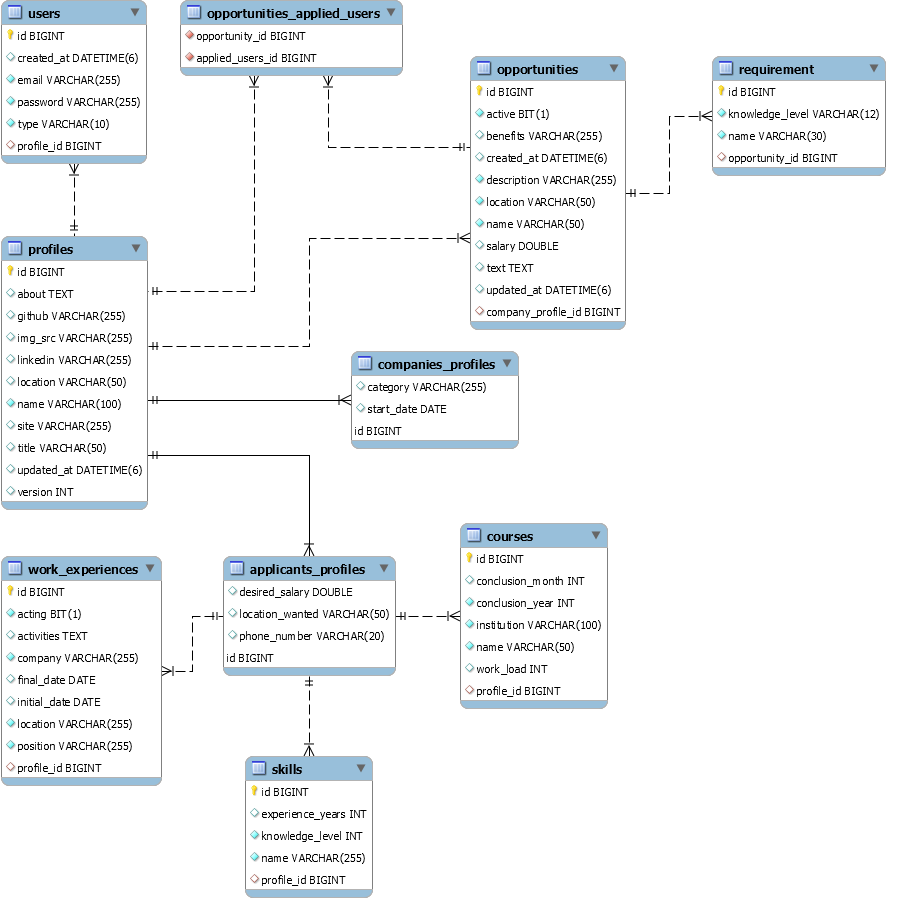 users
id BIGINT
created_at DATETIME(6)
email VARCHAR(255)
password VARCHAR(255)
type VARCHAR(10)
profile_id BIGINT
opportunities_applied_users
opportunity_id BIGINT
applied_users_id BIGINT
opportunities
id BIGINT
active BIT(1)
benefits VARCHAR(255)
created_at DATETIME(6)
description VARCHAR(255)
location VARCHAR(50)
name VARCHAR(50)
salary DOUBLE
text TEXT
updated_at DATETIME(6)
company_profile_id BIGINT
requirement
id BIGINT
knowledge_level VARCHAR(12)
name VARCHAR(30)
opportunity_id BIGINT
profiles
id BIGINT
about TEXT
github VARCHAR(255)
img_src VARCHAR(255)
linkedin VARCHAR(255)
location VARCHAR(50)
name VARCHAR(100)
site VARCHAR(255)
title VARCHAR(50)
updated_at DATETIME(6)
version INT
companies_profiles
category VARCHAR(255)
start_date DATE
id BIGINT
work_experiences
id BIGINT
acting BIT(1)
activities TEXT
company VARCHAR(255)
final_date DATE
initial_date DATE
location VARCHAR(255)
position VARCHAR(255)
profile_id BIGINT
applicants_profiles
desired_salary DOUBLE
location_wanted VARCHAR(50)
phone_number VARCHAR(20)
id BIGINT
courses
id BIGINT
conclusion_month INT
conclusion_year INT
institution VARCHAR(100)
name VARCHAR(50)
work_load INT
profile_id BIGINT
skills
id BIGINT
experience_years INT
knowledge_level INT
name VARCHAR(255)
profile_id BIGINT